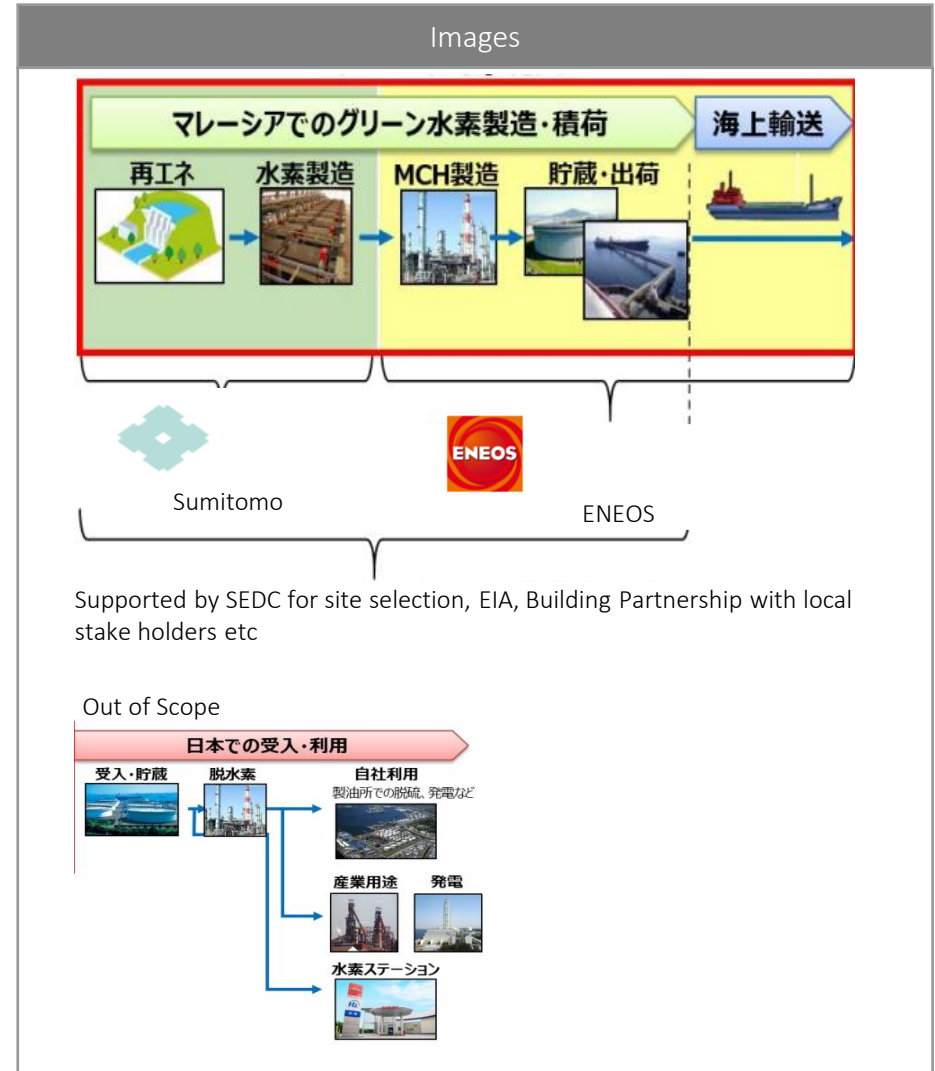 Images
マレーシアでのグリーン水素製造・積荷
海上輸送
再エネ
水素製造
MCH製造
貯蔵・出荷
ENEOS
Sumitomo
ENEOS
Supported by SEDC for site selection, EIA, Building Partnership with local
stake holders etc
Out of Scope
日本での受入・利用
受入・貯蔵
脱水素
自社利用
製油所での脱硫、発電など
産業用途
発電
水素ステーション